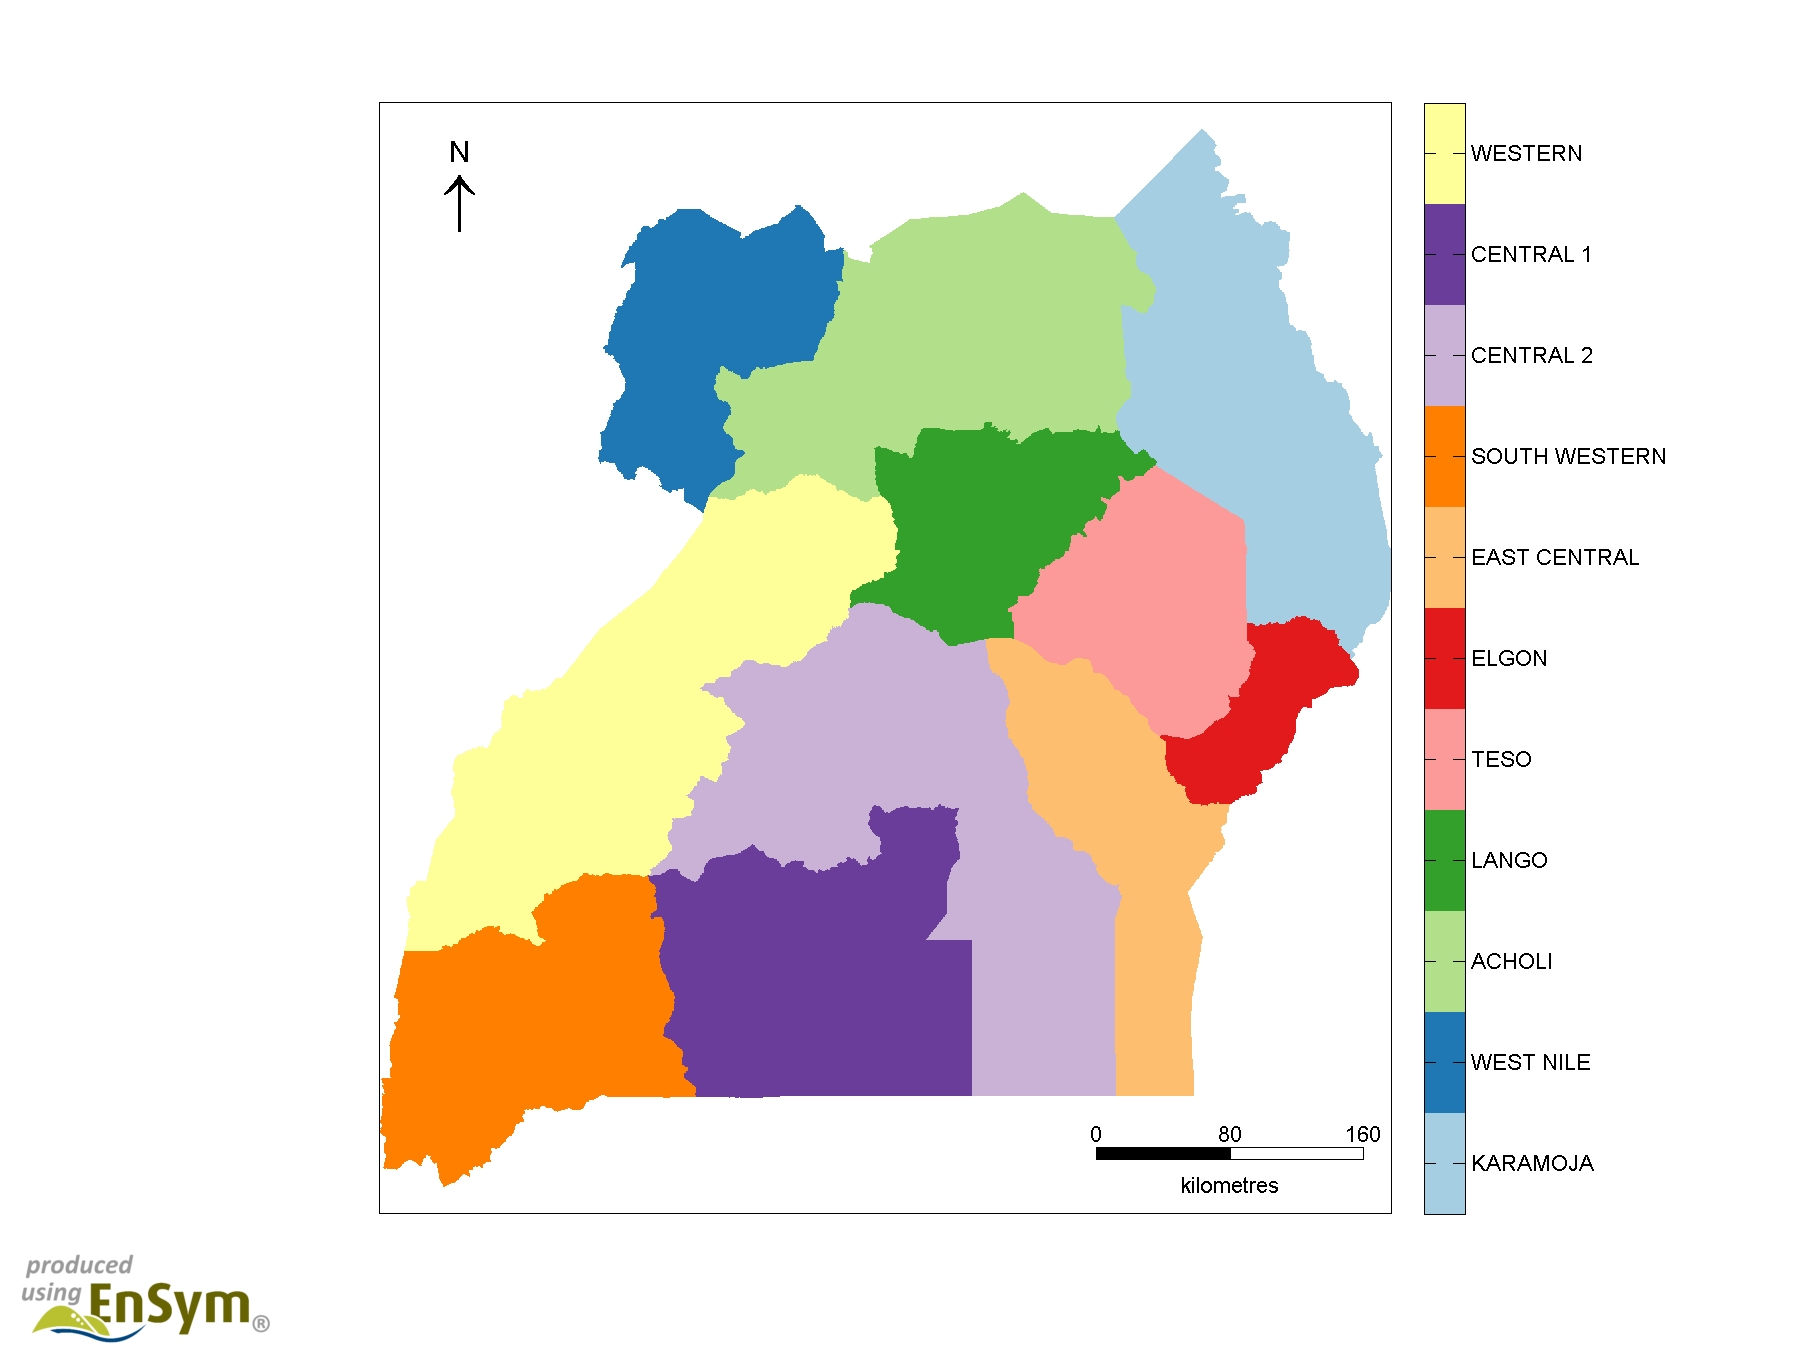 N
WESTERN
CENTRAL 1
CENTRAL 2
SOUTH WESTERN
EAST CENTRAL
ELGON
TESO
LANGO
ACHOLI
WEST NILE
KARAMOJA
0 80 160
kilometres
produced
using EnSym®